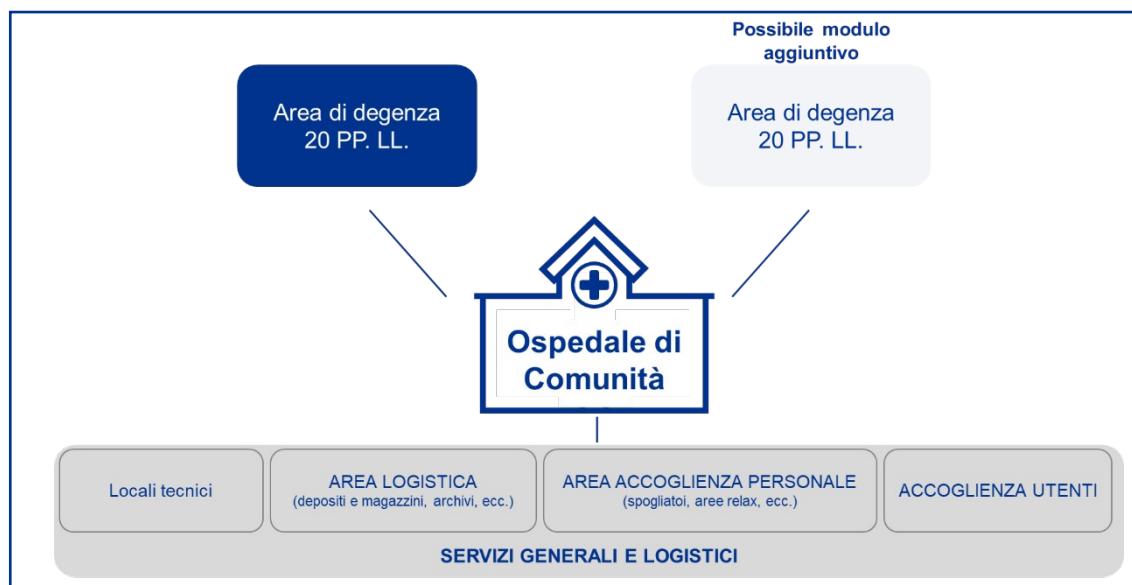 Possibile modulo
aggiuntivo
Area di degenza
20 PP. LL.
Area di degenza
20 PP. LL.
Ospedale di
Comunità
Locali tecnici
AREA LOGISTICA
(depositi e magazzini, archivi, ecc.)
AREA ACCOGLIENZA PERSONALE
(spogliatoi, aree relax, ecc.)
ACCOGLIENZA UTENTI
SERVIZI GENERALI E LOGISTICI